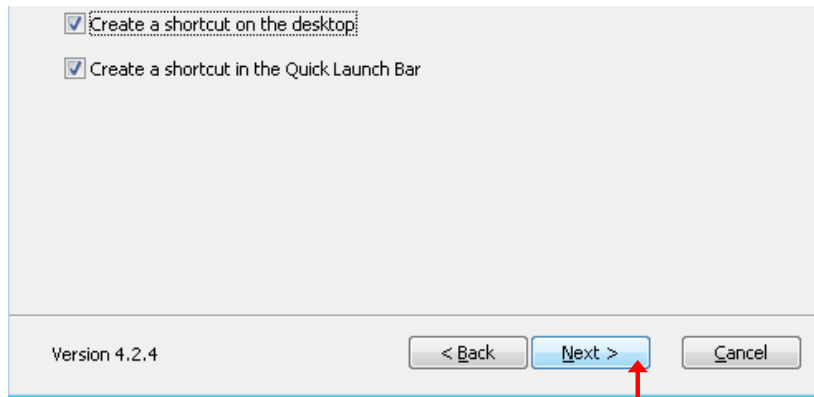 Create a shortcut on the desktop
Create a shortcut in the Quick Launch Bar
Version 4.2.4 < Back Next > Cancel